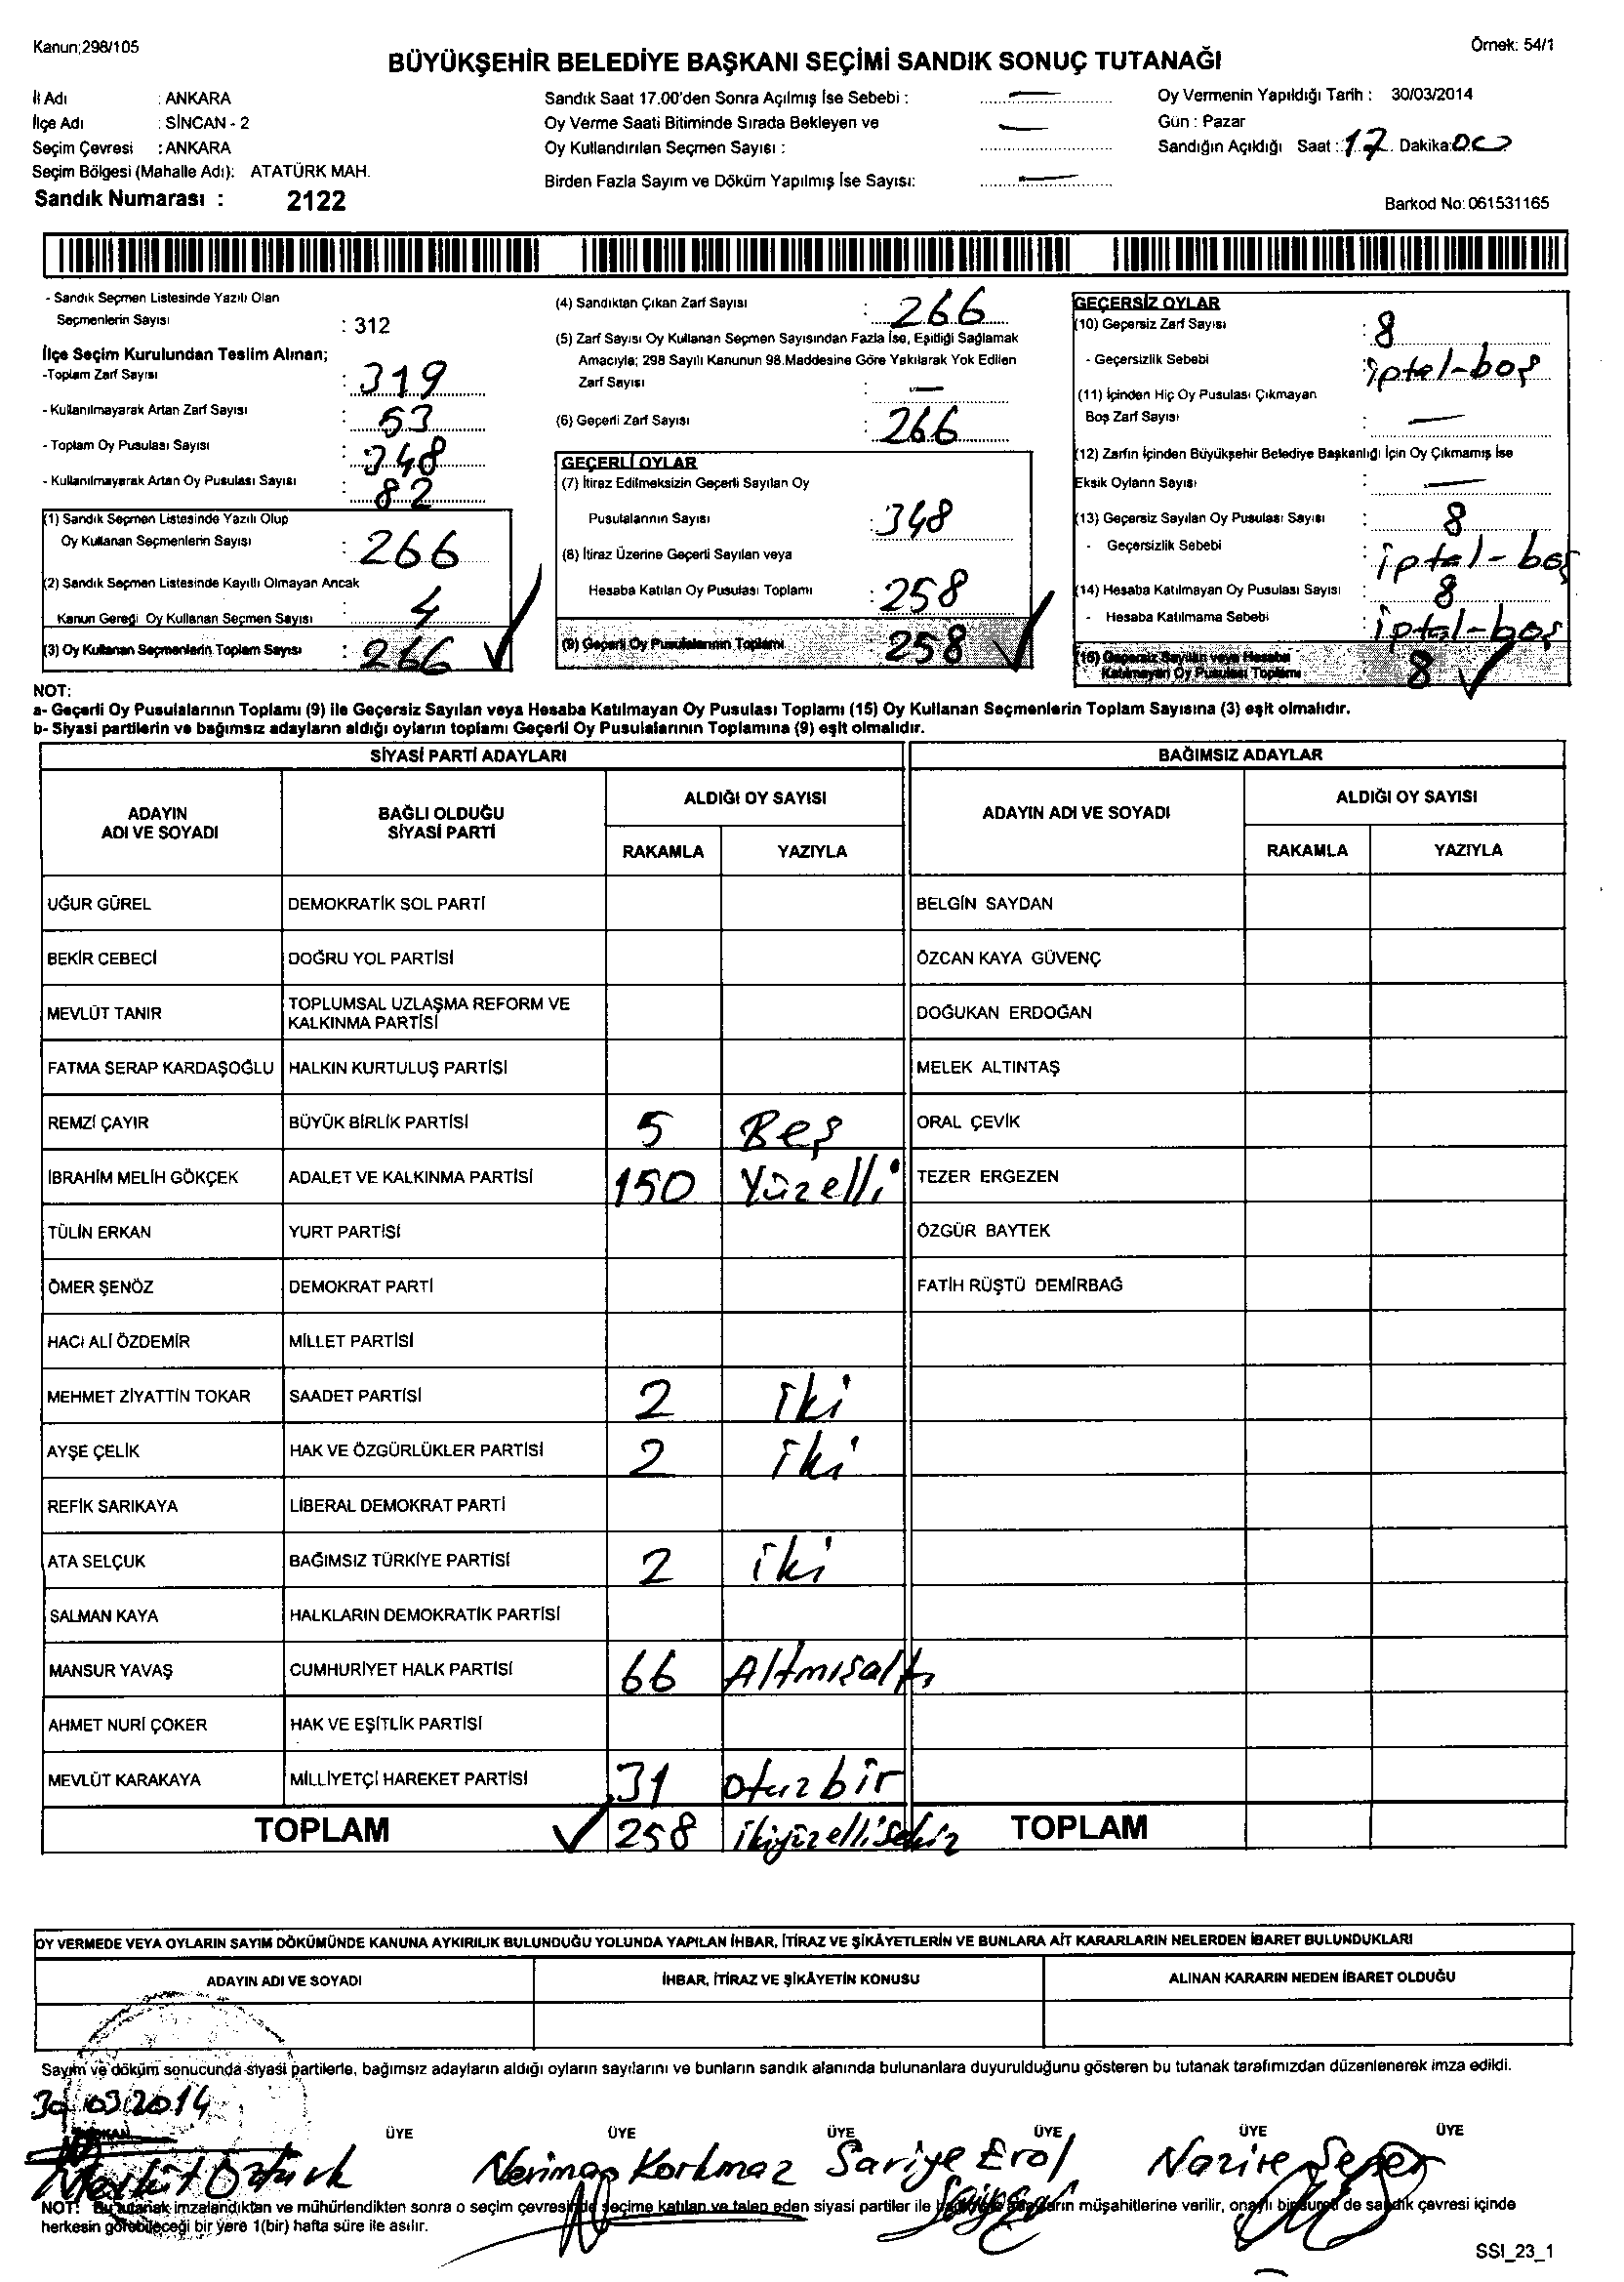 Kanun;298/105
Örnek: 54/1
BÜYÜKŞEHİR BELEDİYE BAŞKANI SEÇİMİ SANDIK SONUÇ TUTANAĞI
İl Adı : ANKARA
İlçe Adı : SİNCAN - 2
Seçim Çevresi : ANKARA
Seçim Bölgesi (Mahalle Adı): ATATÜRK MAH.
Sandık Numarası : 2122
Sandık Saat 17.00'den Sonra Açılmış İse Sebebi : —
Oy Verme Saati Bitiminde Sırada Bekleyen ve —
Oy Kullandırılan Seçmen Sayısı :
Birden Fazla Sayım ve Döküm Yapılmış İse Sayısı: —
Oy Vermenin Yapıldığı Tarih : 30/03/2014
Gün : Pazar
Sandığın Açıldığı Saat : 17 Dakika: 00
Barkod No: 061531165
- Sandık Seçmen Listesinde Yazılı Olan
Seçmenlerin Sayısı : 312
İlçe Seçim Kurulundan Teslim Alınan;
-Toplam Zarf Sayısı : 319
- Kullanılmayarak Artan Zarf Sayısı : 53
- Toplam Oy Pusulası Sayısı : 348
- Kullanılmayarak Artan Oy Pusulası Sayısı : 82
(1) Sandık Seçmen Listesinde Yazılı Olup
Oy Kullanan Seçmenlerin Sayısı : 266
(2) Sandık Seçmen Listesinde Kayıtlı Olmayan Ancak
Kanun Gereği Oy Kullanan Seçmen Sayısı : 4
(3) Oy Kullanan Seçmenlerin Toplam Sayısı : 266
(4) Sandıktan Çıkan Zarf Sayısı : 266
(5) Zarf Sayısı Oy Kullanan Seçmen Sayısından Fazla İse, Eşitliği Sağlamak
Amacıyla; 298 Sayılı Kanunun 98.Maddesine Göre Yakılarak Yok Edilen
Zarf Sayısı : —
(6) Geçerli Zarf Sayısı : 266
GEÇERLİ OYLAR
(7) İtiraz Edilmeksizin Geçerli Sayılan Oy
Pusulalarının Sayısı : 348
(8) İtiraz Üzerine Geçerli Sayılan veya
Hesaba Katılan Oy Pusulası Toplamı : 258
(9) Geçerli Oy Pusulalarının Toplamı : 258
GEÇERSİZ OYLAR
(10) Geçersiz Zarf Sayısı : 8
- Geçersizlik Sebebi : iptal-boş
(11) İçinden Hiç Oy Pusulası Çıkmayan
Boş Zarf Sayısı : —
(12) Zarfın İçinden Büyükşehir Belediye Başkanlığı İçin Oy Çıkmamış İse
Eksik Oyların Sayısı : —
(13) Geçersiz Sayılan Oy Pusulası Sayısı : 8
- Geçersizlik Sebebi : iptal-boş
(14) Hesaba Katılmayan Oy Pusulası Sayısı : 8
- Hesaba Katılmama Sebebi : iptal-boş
(15) Geçersiz Sayılan veya Hesaba
Katılmayan Oy Pusulası Toplamı 8
NOT:
a- Geçerli Oy Pusulalarının Toplamı (9) ile Geçersiz Sayılan veya Hesaba Katılmayan Oy Pusulası Toplamı (15) Oy Kullanan Seçmenlerin Toplam Sayısına (3) eşit olmalıdır.
b- Siyasi partilerin ve bağımsız adayların aldığı oyların toplamı Geçerli Oy Pusulalarının Toplamına (9) eşit olmalıdır.
SİYASİ PARTİ ADAYLARI
BAĞIMSIZ ADAYLAR
ADAYIN
ADI VE SOYADI
BAĞLI OLDUĞU
SİYASİ PARTİ
ALDIĞI OY SAYISI
RAKAMLA YAZIYLA
ADAYIN ADI VE SOYADI
ALDIĞI OY SAYISI
RAKAMLA YAZIYLA
UĞUR GÜREL DEMOKRATİK SOL PARTİ BELGİN SAYDAN
BEKİR CEBECİ DOĞRU YOL PARTİSİ ÖZCAN KAYA GÜVENÇ
MEVLÜT TANIR TOPLUMSAL UZLAŞMA REFORM VE
KALKINMA PARTİSİ DOĞUKAN ERDOĞAN
FATMA SERAP KARDAŞOĞLU HALKIN KURTULUŞ PARTİSİ MELEK ALTINTAŞ
REMZİ ÇAYIR BÜYÜK BİRLİK PARTİSİ 5 Beş ORAL ÇEVİK
İBRAHİM MELİH GÖKÇEK ADALET VE KALKINMA PARTİSİ 150 Yüzelli TEZER ERGEZEN
TÜLİN ERKAN YURT PARTİSİ ÖZGÜR BAYTEK
ÖMER ŞENÖZ DEMOKRAT PARTİ FATİH RÜŞTÜ DEMİRBAĞ
HACI ALİ ÖZDEMİR MİLLET PARTİSİ
MEHMET ZİYATTİN TOKAR SAADET PARTİSİ 2 iki
AYŞE ÇELİK HAK VE ÖZGÜRLÜKLER PARTİSİ 2 iki
REFİK SARIKAYA LİBERAL DEMOKRAT PARTİ
ATA SELÇUK BAĞIMSIZ TÜRKİYE PARTİSİ 2 iki
SALMAN KAYA HALKLARIN DEMOKRATİK PARTİSİ
MANSUR YAVAŞ CUMHURİYET HALK PARTİSİ 66 Altmışaltı
AHMET NURİ ÇOKER HAK VE EŞİTLİK PARTİSİ
MEVLÜT KARAKAYA MİLLİYETÇİ HAREKET PARTİSİ 31 otuzbir
TOPLAM 258 ikiyüzellisekiz TOPLAM
OY VERMEDE VEYA OYLARIN SAYIM DÖKÜMÜNDE KANUNA AYKIRILIK BULUNDUĞU YOLUNDA YAPILAN İHBAR, İTİRAZ VE ŞİKÂYETLERİN VE BUNLARA AİT KARARLARIN NELERDEN İBARET BULUNDUKLARI
ADAYIN ADI VE SOYADI İHBAR, İTİRAZ VE ŞİKÂYETİN KONUSU ALINAN KARARIN NEDEN İBARET OLDUĞU
Sayım ve döküm sonucunda siyasi partilerle, bağımsız adayların aldığı oyların sayılarını ve bunların sandık alanında bulunanlara duyurulduğunu gösteren bu tutanak tarafımızdan düzenlenerek imza edildi.
30/03/2014
BAŞKAN ÜYE ÜYE ÜYE ÜYE ÜYE ÜYE
Mevlüt Öztürk Neriman Korkmaz Sariye Erol Nazire Şeper
NOT: Bu tutanak imzalandıktan ve mühürlendikten sonra o seçim çevresinde seçime katılan ve talep eden siyasi partiler ile bağımsız adayların müşahitlerine verilir, onaylı bir sureti de sandık çevresi içinde
herkesin görebileceği bir yere 1(bir) hafta süre ile asılır.
SSI_23_1